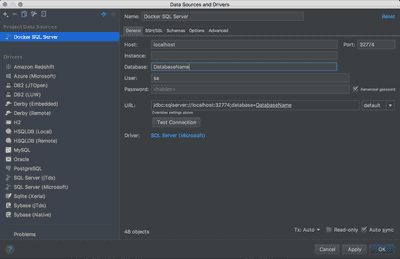 Data Sources and Drivers
Name: Docker SQL Server
Reset
Project Data Sources
Docker SQL Server
General SSH/SSL Schemas Options Advanced
Host: localhost Port: 32774
Instance:
Database: DatabaseName
User: sa
Password: <hidden> Remember password
URL: jdbc:sqlserver://localhost:32774;database=DatabaseName default
Overrides settings above
Test Connection
Driver: SQL Server (Microsoft)
Drivers
Amazon Redshift
Azure (Microsoft)
DB2 (JTOpen)
DB2 (LUW)
Derby (Embedded)
Derby (Remote)
H2
HSQLDB (Local)
HSQLDB (Remote)
MySQL
Oracle
PostgreSQL
SQL Server (jTds)
SQL Server (Microsoft)
Sqlite (Xerial)
Sybase (jTds)
Sybase (Native)
Problems
48 objects
Tx: Auto Read-only Auto sync
?
Cancel Apply OK